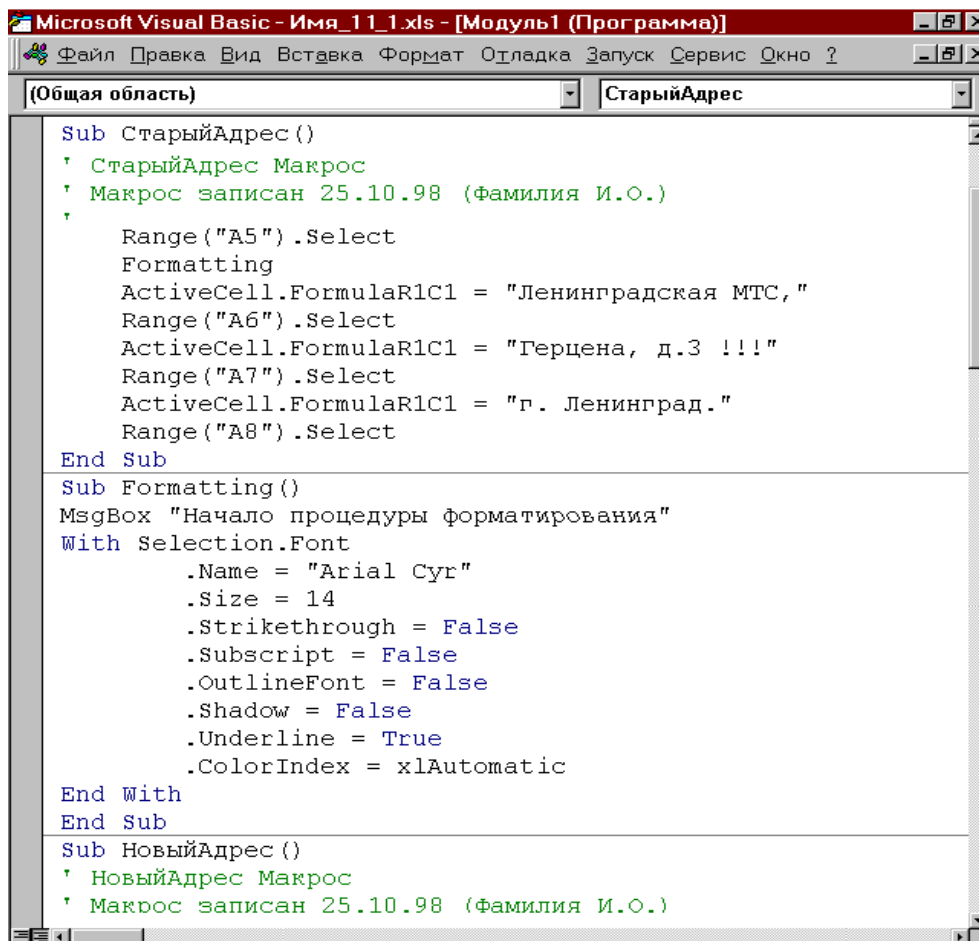 Microsoft Visual Basic - Имя_11_1.xls - [Модуль1 (Программа)]
Файл Правка Вид Вставка Формат Отладка Запуск Сервис Окно ?
(Общая область) СтарыйАдрес
Sub СтарыйАдрес()
' СтарыйАдрес Макрос
' Макрос записан 25.10.98 (Фамилия И.О.)
'
Range("A5").Select
Formatting
ActiveCell.FormulaR1C1 = "Ленинградская МТС,"
Range("A6").Select
ActiveCell.FormulaR1C1 = "Герцена, д.3 !!!"
Range("A7").Select
ActiveCell.FormulaR1C1 = "г. Ленинград."
Range("A8").Select
End Sub
Sub Formatting()
MsgBox "Начало процедуры форматирования"
With Selection.Font
.Name = "Arial Cyr"
.Size = 14
.Strikethrough = False
.Subscript = False
.OutlineFont = False
.Shadow = False
.Underline = True
.ColorIndex = xlAutomatic
End With
End Sub
Sub НовыйАдрес()
' НовыйАдрес Макрос
' Макрос записан 25.10.98 (Фамилия И.О.)